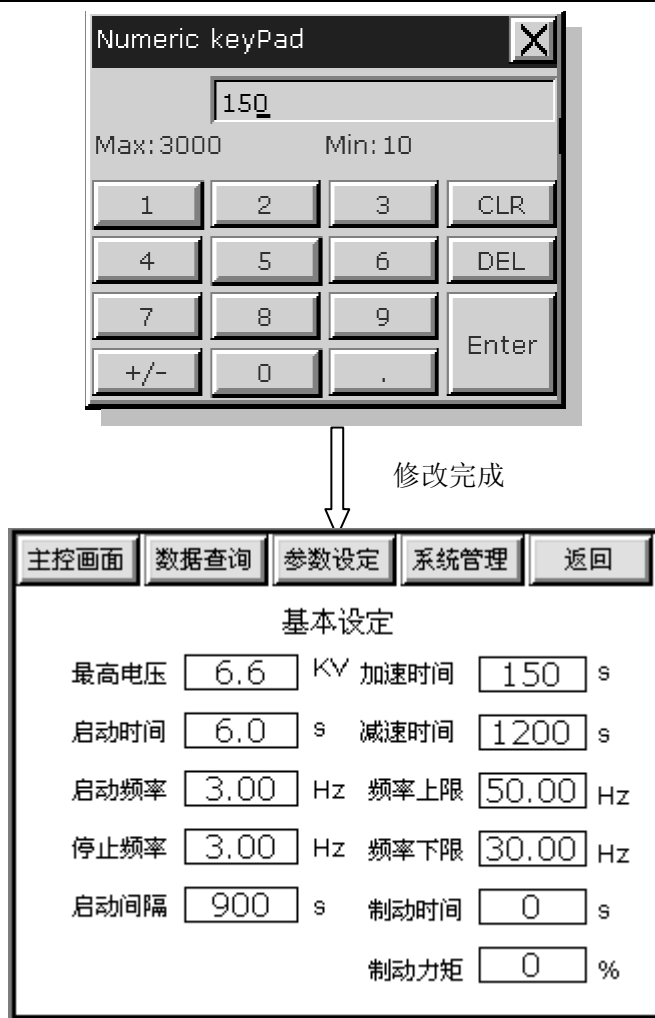 Numeric keyPad
150
Max:3000 Min:10
1 2 3 CLR
4 5 6 DEL
7 8 9
Enter
+/- 0 .
修改完成
主控画面 数据查询 参数设定 系统管理 返回
基本设定
最高电压 6.6 KV 加速时间 150 s
启动时间 6.0 s 减速时间 1200 s
启动频率 3.00 Hz 频率上限 50.00 Hz
停止频率 3.00 Hz 频率下限 30.00 Hz
启动间隔 900 s 制动时间 0 s
制动力矩 0 %